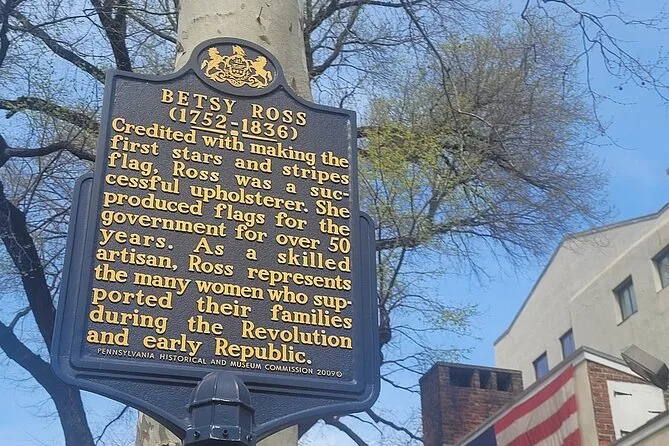 BETSY ROSS
(1752-1836)
Credited with making the
first stars and stripes
flag, Ross was a suc-
cessful upholsterer. She
produced flags for the
government for over 50
years. As a skilled
artisan, Ross represents
the many women who sup-
ported their families
during the Revolution
and early Republic.
PENNSYLVANIA HISTORICAL AND MUSEUM COMMISSION 2009©